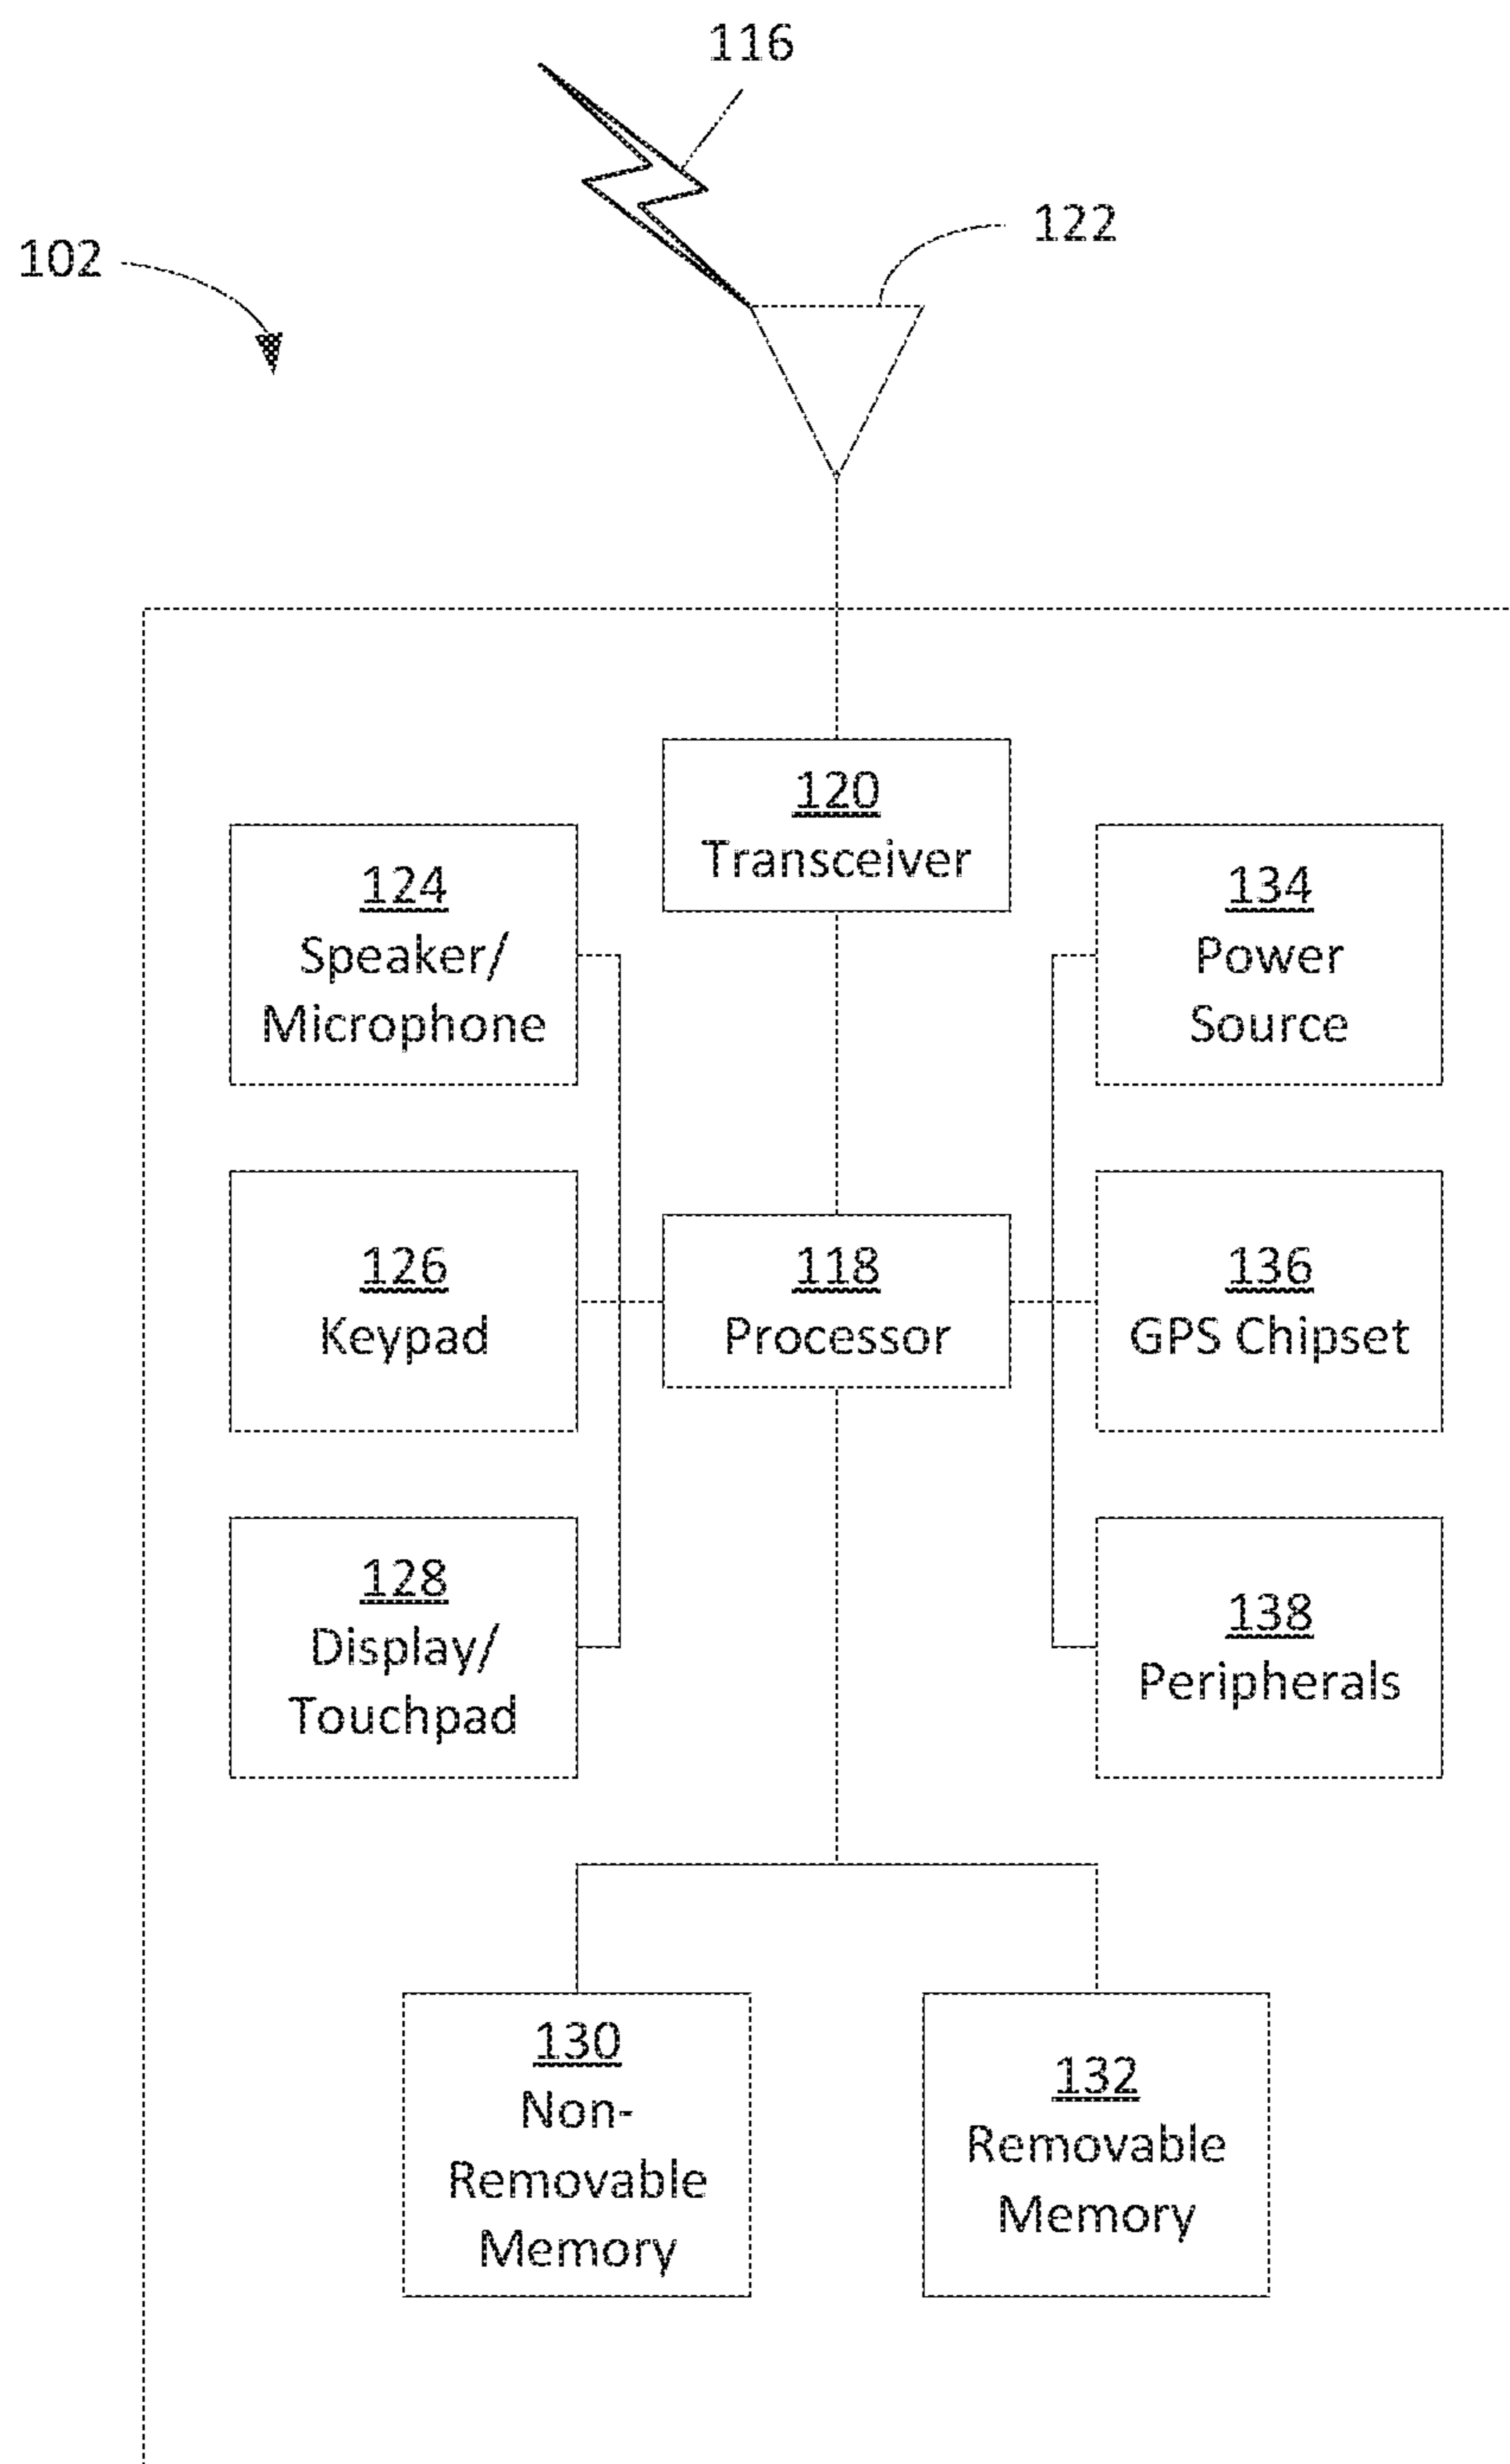 116
122
102
120
Transceiver
124
Speaker/
Microphone
134
Power
Source
126
Keypad
118
Processor
136
GPS Chipset
128
Display/
Touchpad
138
Peripherals
130
Non-
Removable
Memory
132
Removable
Memory